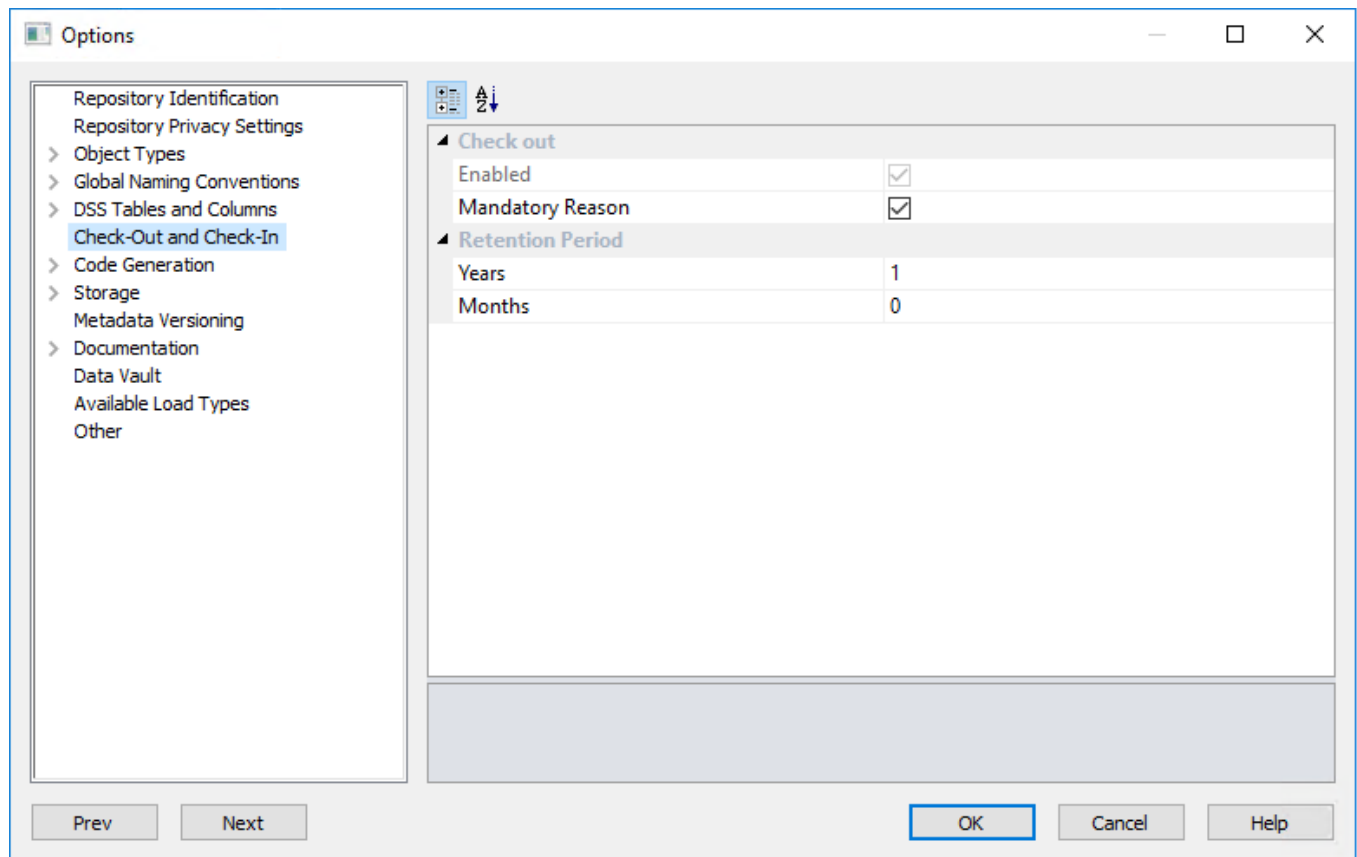 Options
Repository Identification
Repository Privacy Settings
Object Types
Global Naming Conventions
DSS Tables and Columns
Check-Out and Check-In
Code Generation
Storage
Metadata Versioning
Documentation
Data Vault
Available Load Types
Other
A
Z
Check out
Enabled
Mandatory Reason
Retention Period
Years 1
Months 0
Prev Next OK Cancel Help